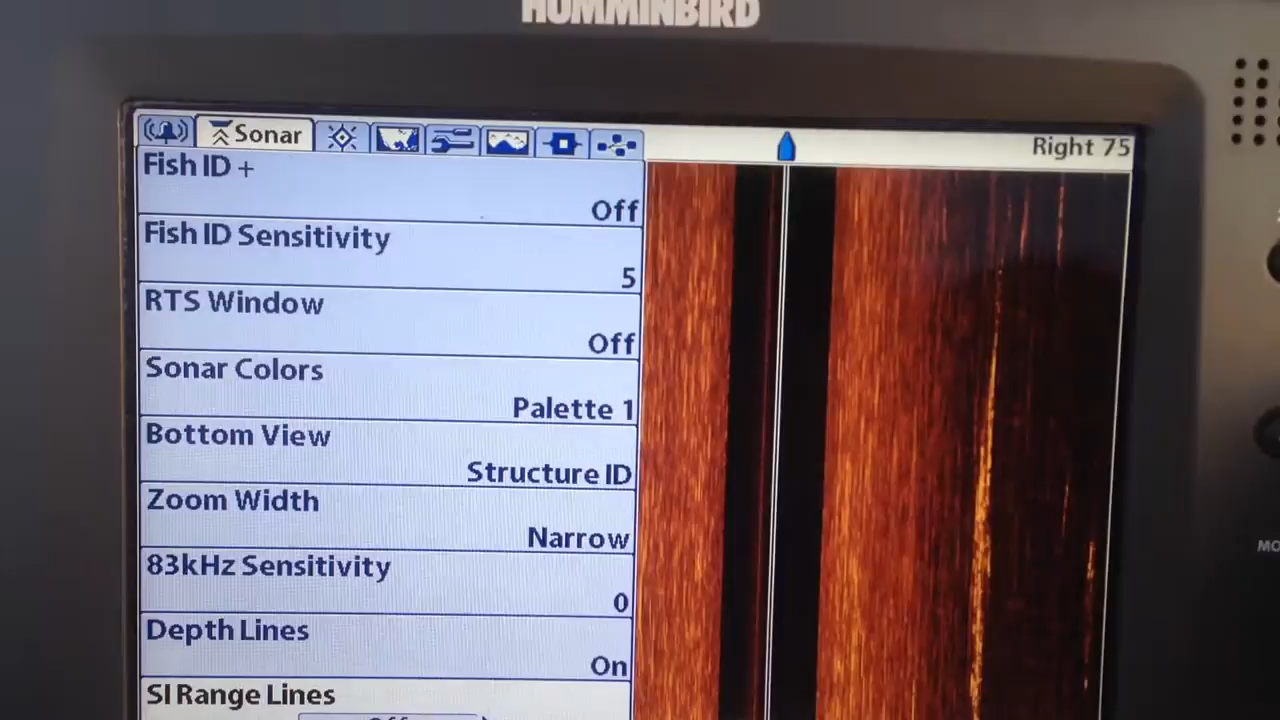 HUMMINBIRD
Sonar
Right 75
Fish ID +
Off
Fish ID Sensitivity
5
RTS Window
Off
Sonar Colors
Palette 1
Bottom View
Structure ID
Zoom Width
Narrow
83kHz Sensitivity
0
Depth Lines
On
SI Range Lines
MO